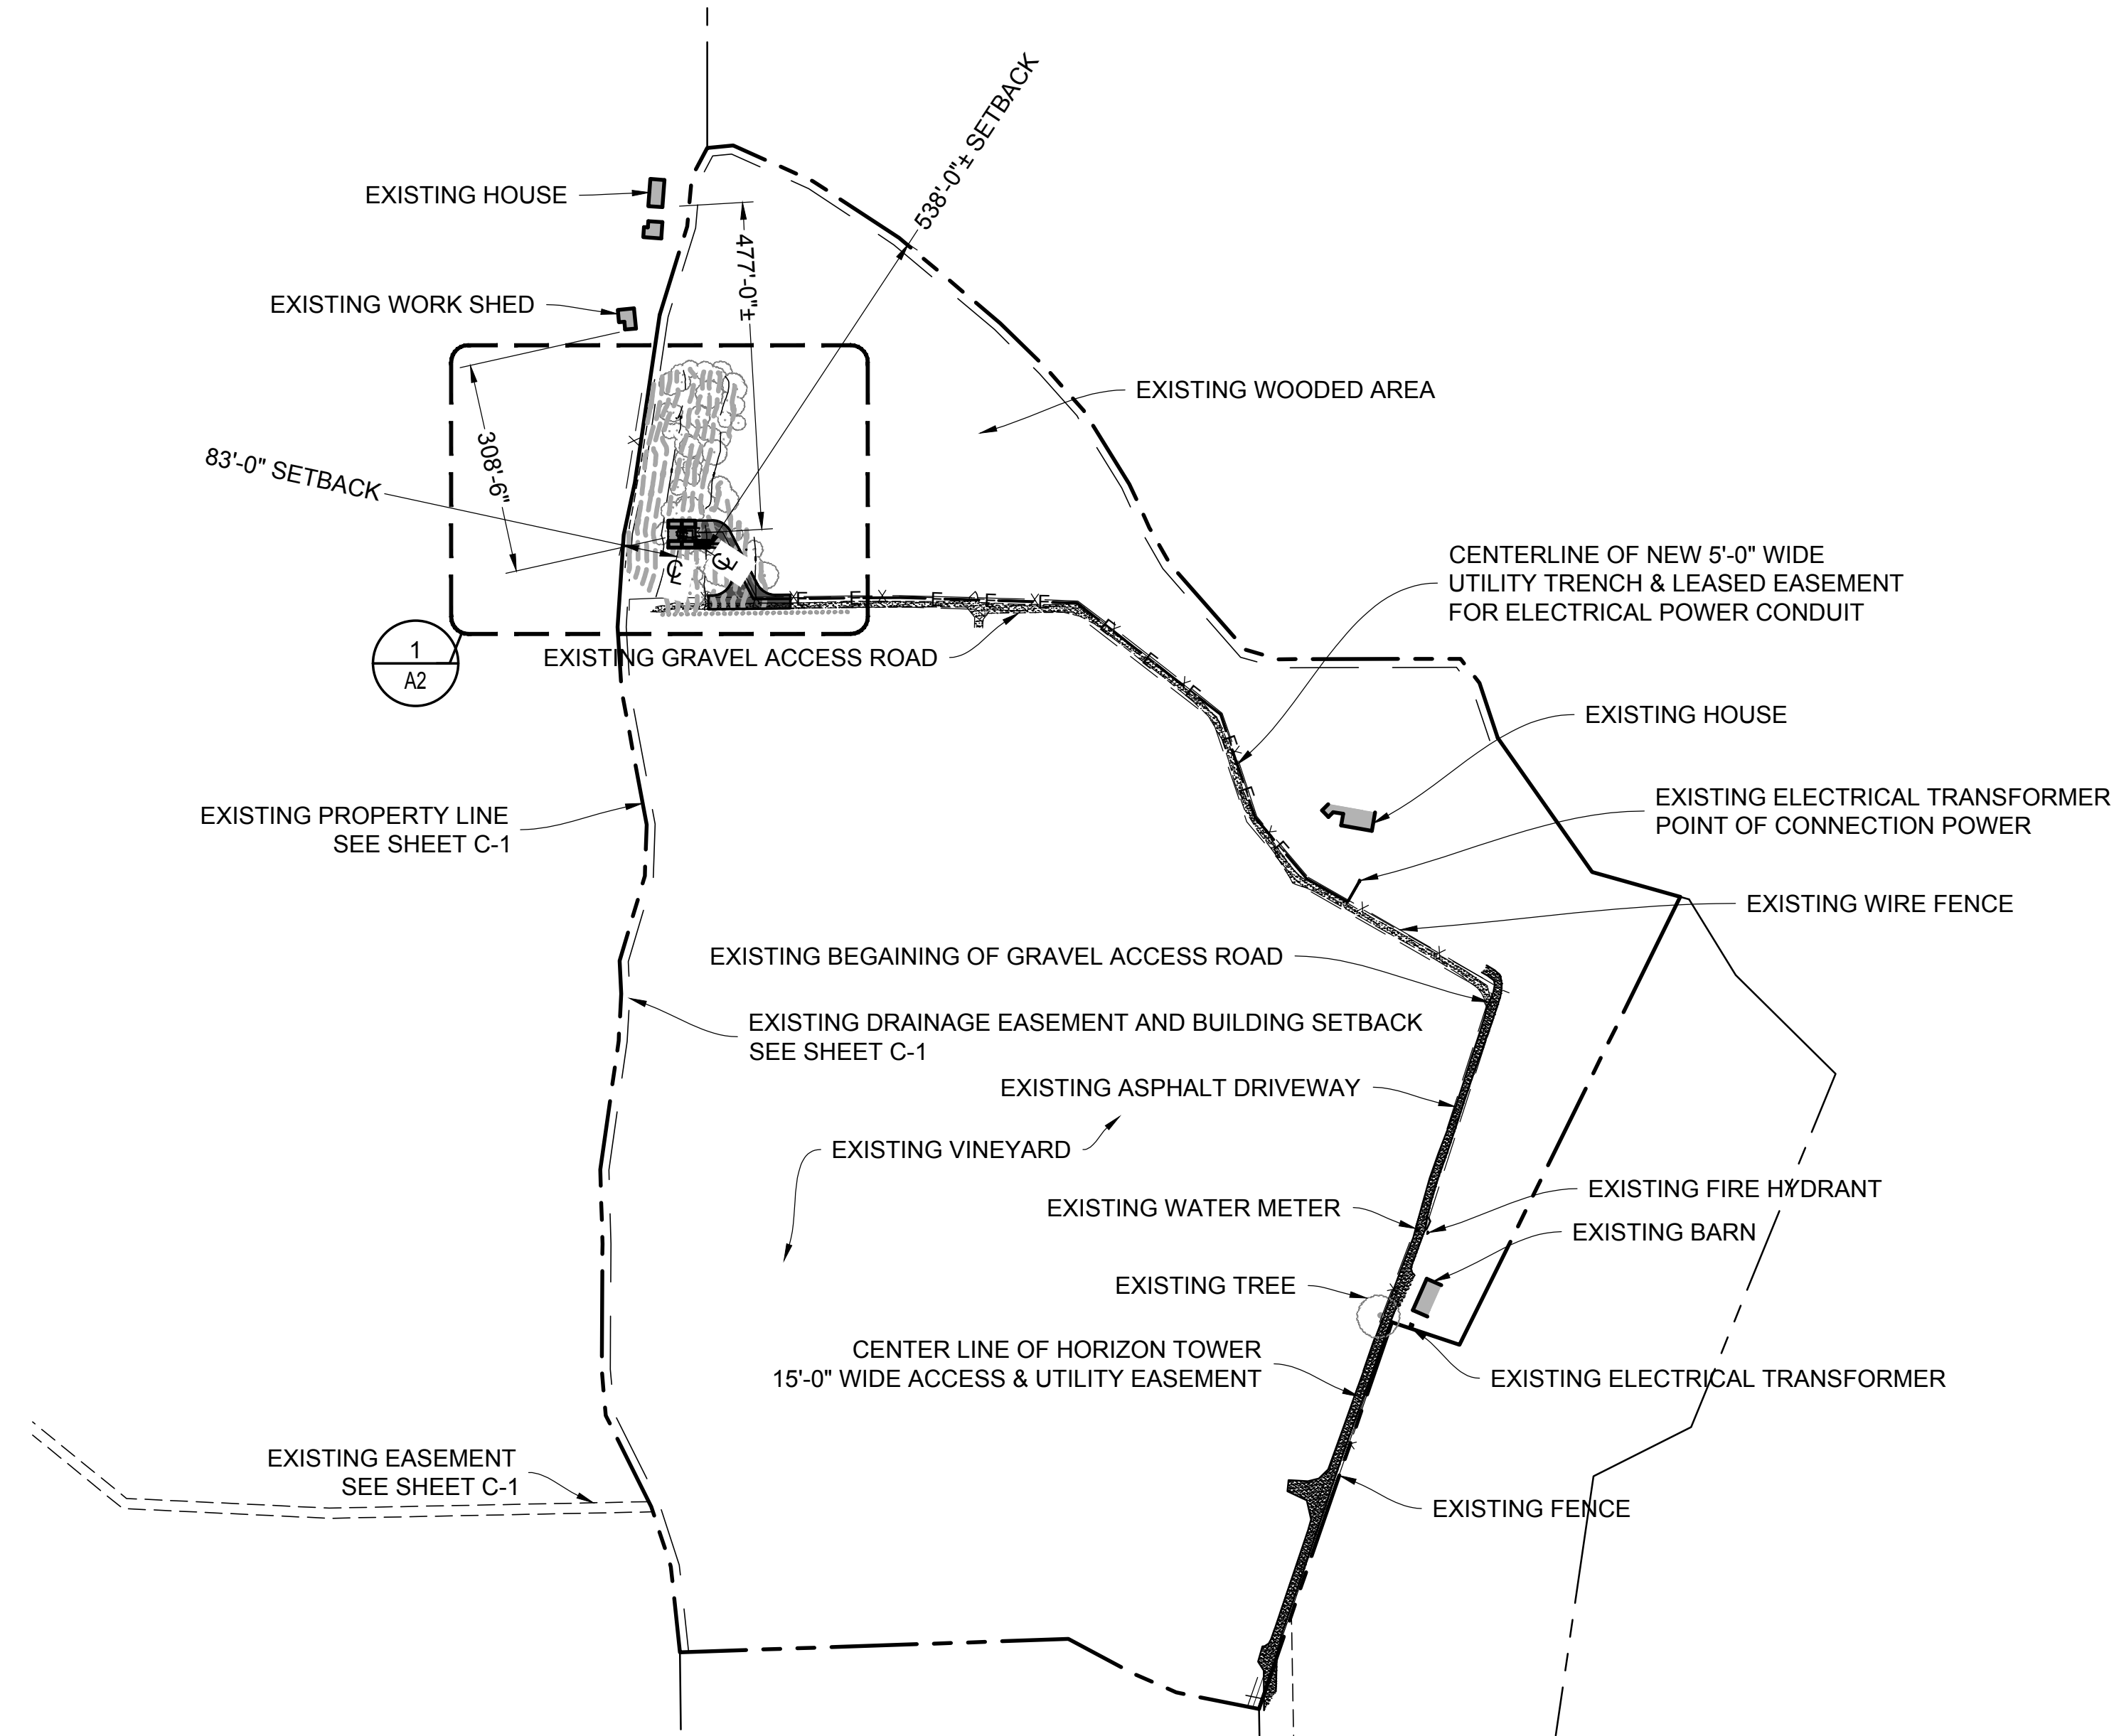 538'-0"± SETBACK
EXISTING HOUSE
477'-0"±
EXISTING WORK SHED
EXISTING WOODED AREA
308'-6"
83'-0" SETBACK
CENTERLINE OF NEW 5'-0" WIDE
UTILITY TRENCH & LEASED EASEMENT
FOR ELECTRICAL POWER CONDUIT
1
A2
EXISTING GRAVEL ACCESS ROAD
EXISTING HOUSE
EXISTING PROPERTY LINE
SEE SHEET C-1
EXISTING ELECTRICAL TRANSFORMER
POINT OF CONNECTION POWER
EXISTING WIRE FENCE
EXISTING BEGAINING OF GRAVEL ACCESS ROAD
EXISTING DRAINAGE EASEMENT AND BUILDING SETBACK
SEE SHEET C-1
EXISTING ASPHALT DRIVEWAY
EXISTING VINEYARD
EXISTING FIRE HYDRANT
EXISTING WATER METER
EXISTING BARN
EXISTING TREE
CENTER LINE OF HORIZON TOWER
15'-0" WIDE ACCESS & UTILITY EASEMENT
EXISTING ELECTRICAL TRANSFORMER
EXISTING EASEMENT
SEE SHEET C-1
EXISTING FENCE